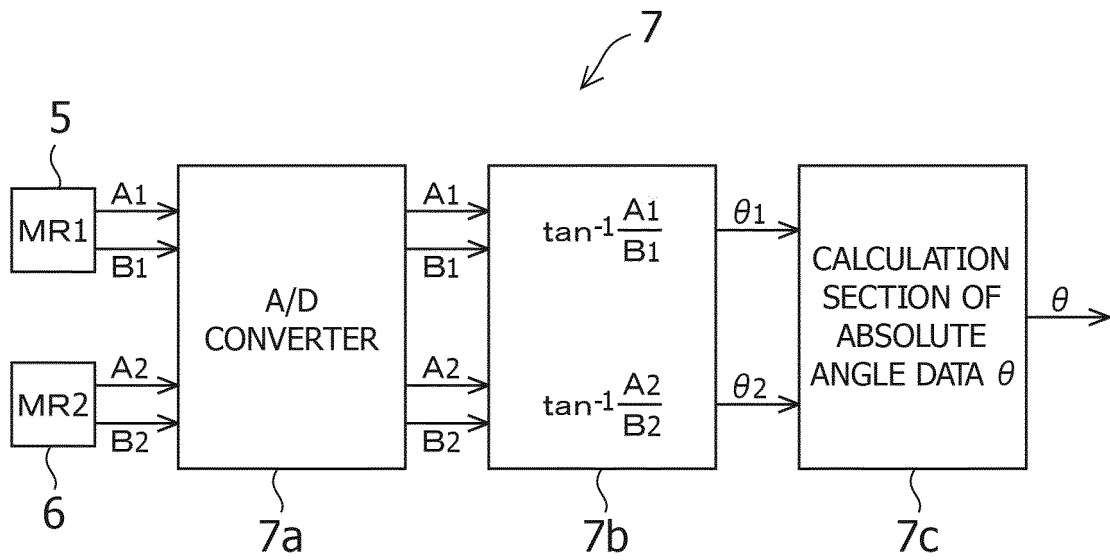 7
5
MR1
A1
B1
A/D
CONVERTER
A1
B1
tan⁻¹ A1/B1
θ1
CALCULATION
SECTION OF
ABSOLUTE
ANGLE DATA θ
θ
MR2
A2
B2
A2
B2
tan⁻¹ A2/B2
θ2
6
7a
7b
7c